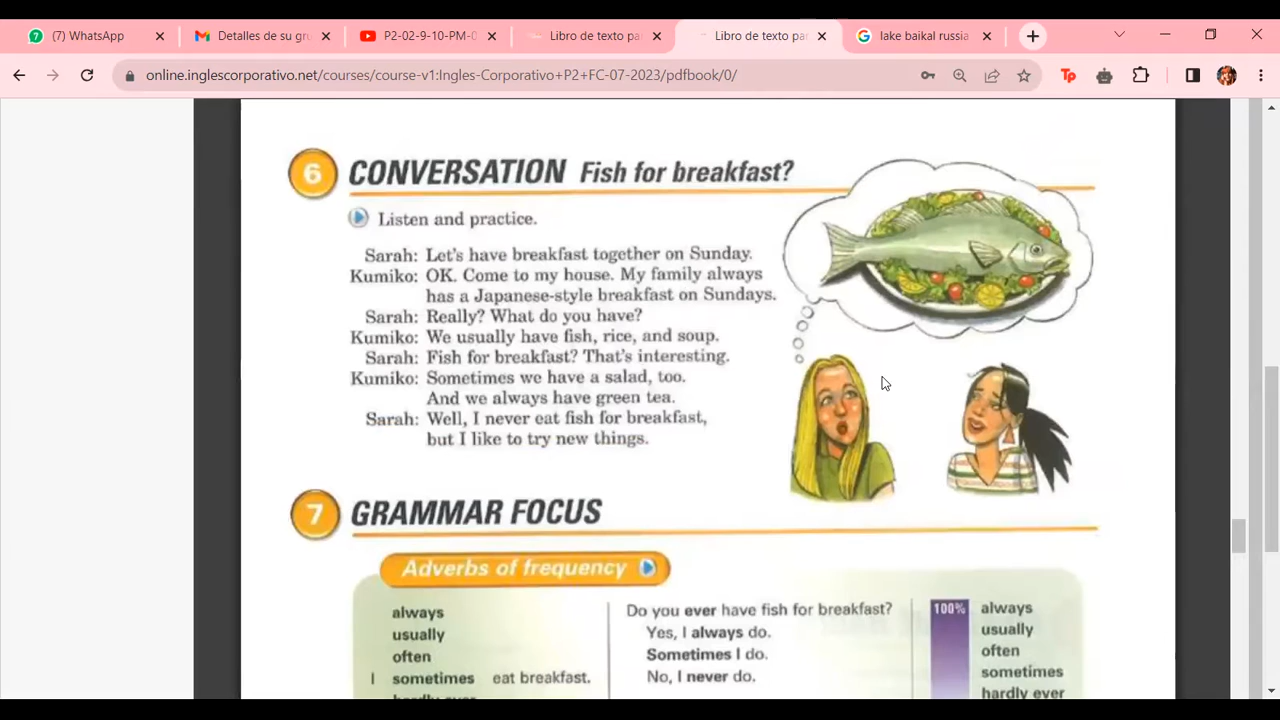 (7) WhatsApp
Detalles de su gru
P2-02-9-10-PM-0
Libro de texto pa
Libro de texto pa
lake baikal russia
online.inglescorporativo.net/courses/course-v1:Ingles-Corporativo+P2+FC-07-2023/pdfbook/0/
6 CONVERSATION Fish for breakfast?
Listen and practice.
Sarah: Let's have breakfast together on Sunday.
Kumiko: OK. Come to my house. My family always
has a Japanese-style breakfast on Sundays.
Sarah: Really? What do you have?
Kumiko: We usually have fish, rice, and soup.
Sarah: Fish for breakfast? That's interesting.
Kumiko: Sometimes we have a salad, too.
And we always have green tea.
Sarah: Well, I never eat fish for breakfast,
but I like to try new things.
7 GRAMMAR FOCUS
Adverbs of frequency
always
usually
often
I sometimes eat breakfast.
hardly ever
Do you ever have fish for breakfast?
Yes, I always do.
Sometimes I do.
No, I never do.
100% always
usually
often
sometimes
hardly ever